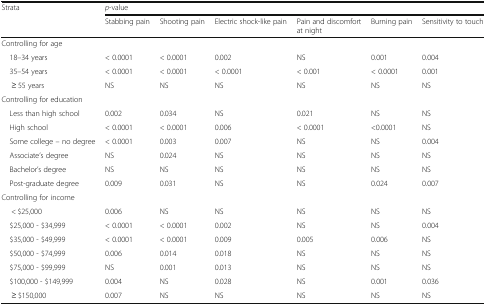 Strata p-value
Stabbing pain Shooting pain Electric shock-like pain Pain and discomfort Burning pain Sensitivity to touch
at night
Controlling for age
18–34 years < 0.0001 < 0.0001 0.002 NS 0.001 0.004
35–54 years < 0.0001 < 0.0001 < 0.0001 < 0.001 < 0.0001 0.001
≥ 55 years NS NS NS NS NS NS
Controlling for education
Less than high school 0.002 0.034 NS 0.021 NS NS
High school < 0.0001 < 0.0001 0.006 < 0.0001 <0.0001 NS
Some college – no degree < 0.0001 0.003 0.007 NS NS 0.004
Associate's degree NS 0.024 NS NS NS NS
Bachelor's degree NS NS NS NS NS NS
Post-graduate degree 0.009 0.031 NS NS 0.024 0.007
Controlling for income
< $25,000 0.006 NS NS NS NS NS
$25,000 - $34,999 < 0.0001 < 0.0001 0.002 NS NS 0.004
$35,000 - $49,999 < 0.0001 < 0.0001 0.009 0.005 0.006 NS
$50,000 - $74,999 0.006 0.014 0.018 NS NS NS
$75,000 - $99,999 NS 0.001 0.013 NS NS NS
$100,000 - $149,999 0.004 NS 0.028 NS 0.001 0.036
≥ $150,000 0.007 NS NS NS NS NS